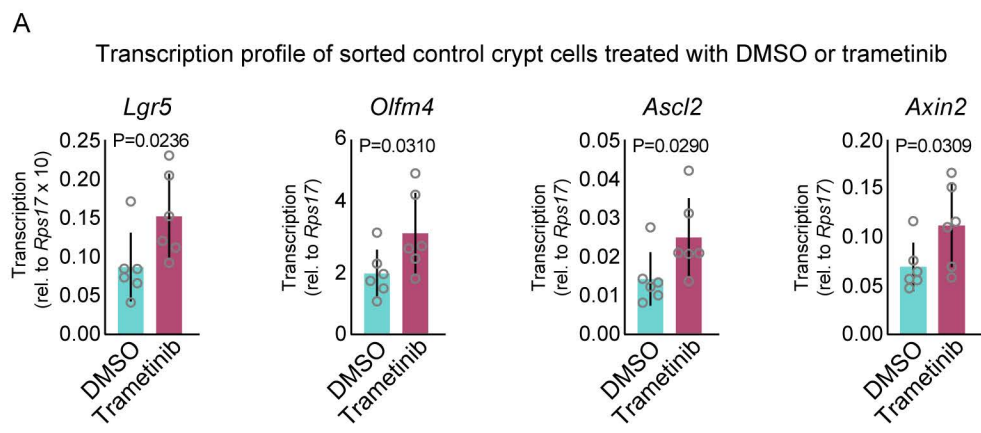 A
Transcription profile of sorted control crypt cells treated with DMSO or trametinib
Lgr5
P=0.0236
Transcription
(rel. to Rps17 x 10)
0.25
0.20
0.15
0.10
0.05
0.00
DMSO
Trametinib
Olfm4
P=0.0310
Transcription
(rel. to Rps17)
6
4
2
0
DMSO
Trametinib
Ascl2
P=0.0290
Transcription
(rel. to Rps17)
0.05
0.04
0.03
0.02
0.01
0.00
DMSO
Trametinib
Axin2
P=0.0309
Transcription
(rel. to Rps17)
0.20
0.15
0.10
0.05
0.00
DMSO
Trametinib